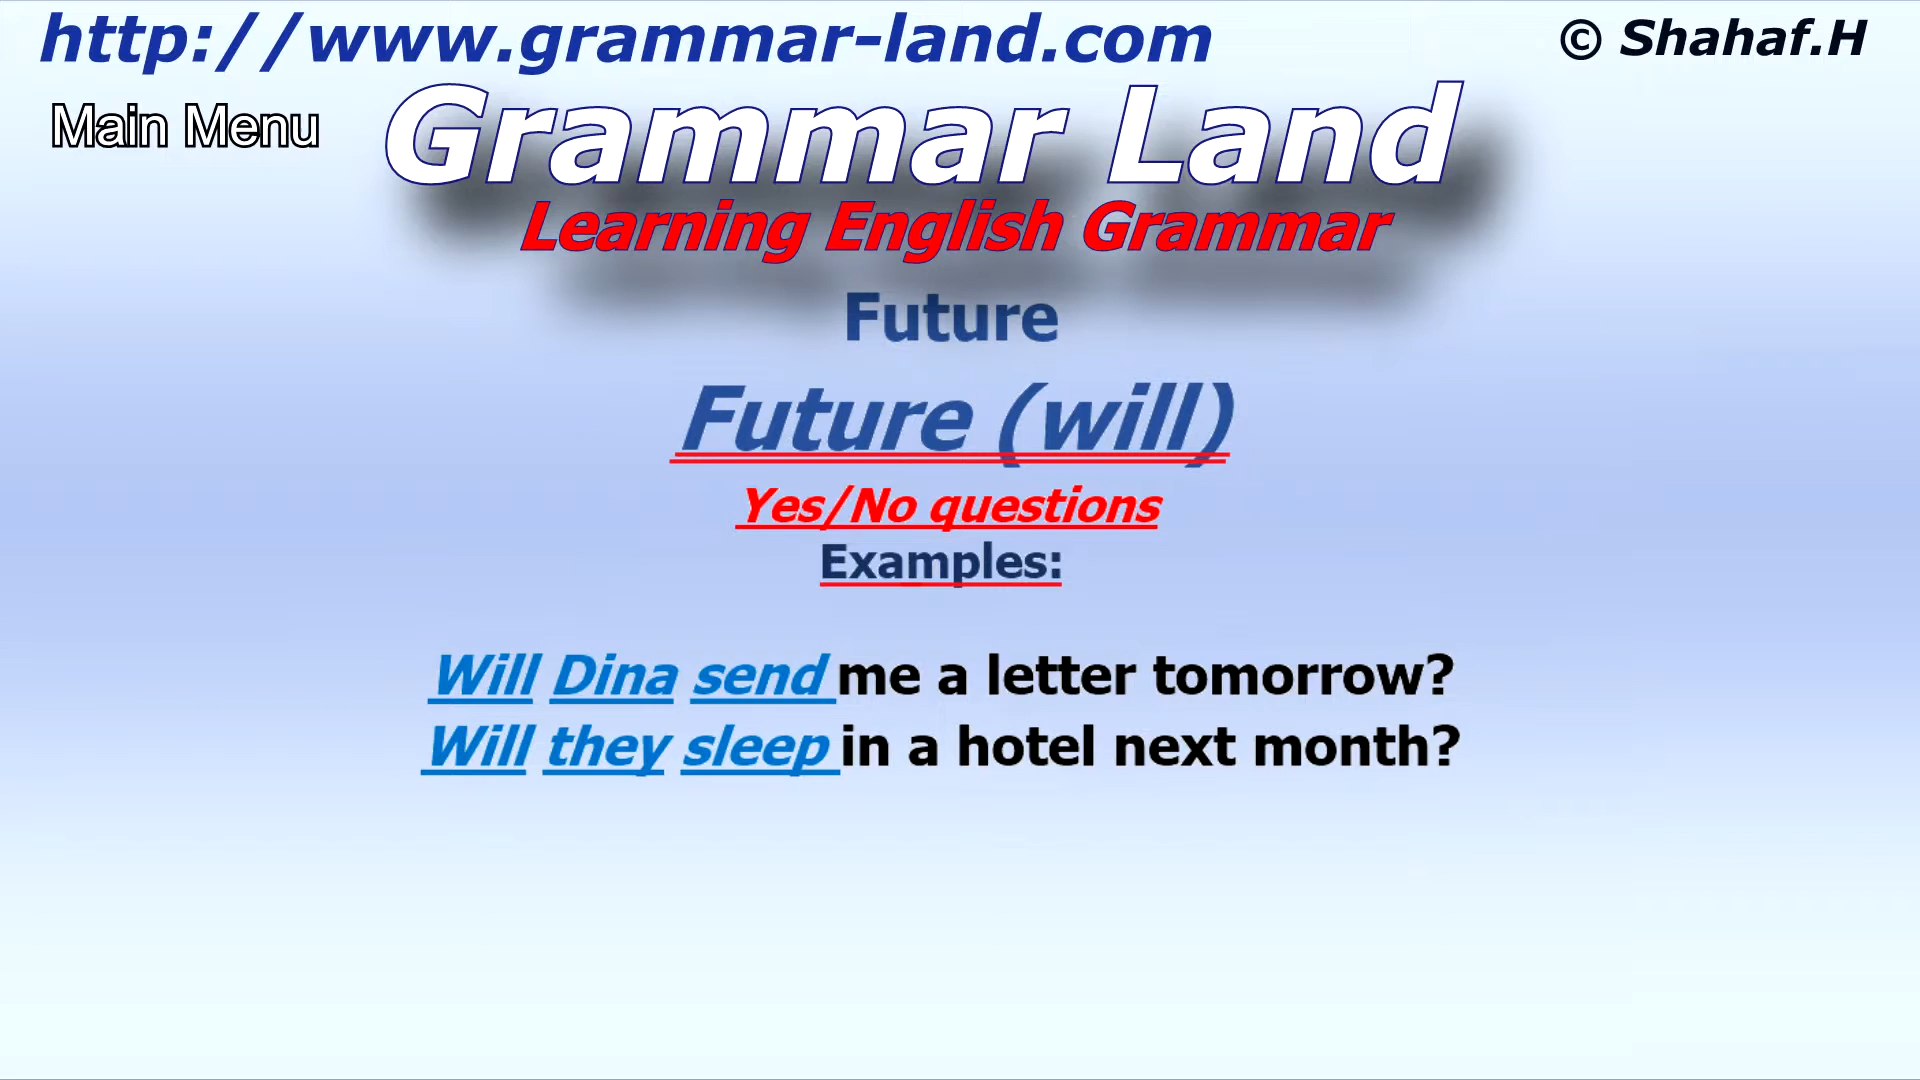 http://www.grammar-land.com
© Shahaf.H
Main Menu
Grammar Land
Learning English Grammar
Future
Future (will)
Yes/No questions
Examples:
Will Dina send me a letter tomorrow?
Will they sleep in a hotel next month?